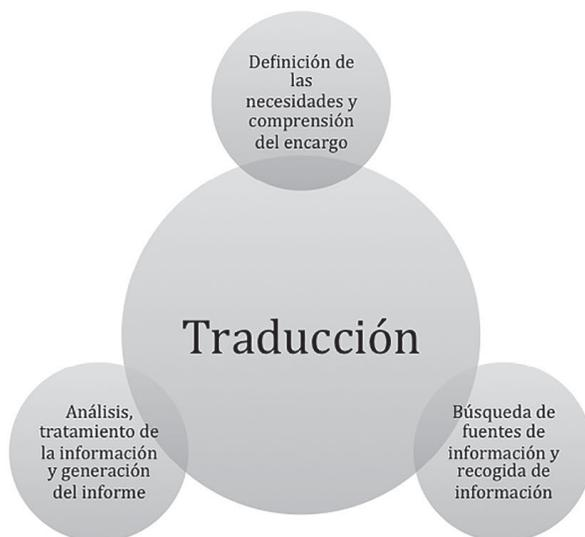 Definición de
las
necesidades y
comprensión
del encargo
Traducción
Análisis,
tratamiento de
la información
y generación
del informe
Búsqueda de
fuentes de
información y
recogida de
información